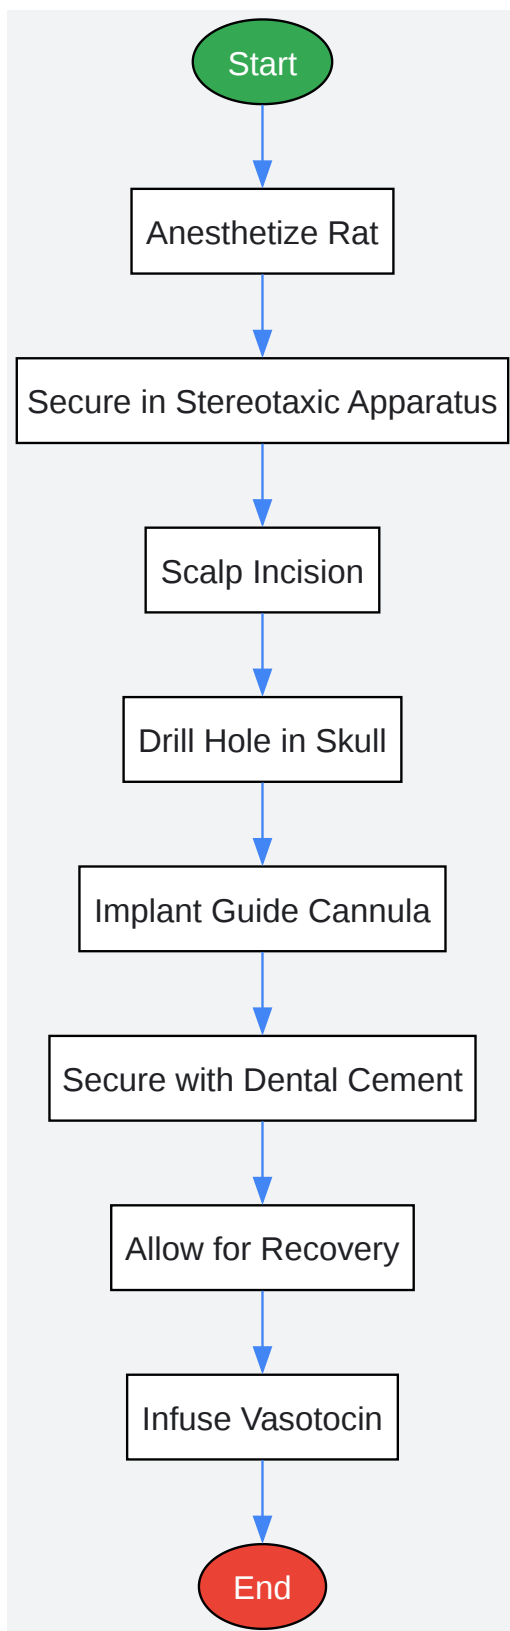 Start
Anesthetize Rat
Secure in Stereotaxic Apparatus
Scalp Incision
Drill Hole in Skull
Implant Guide Cannula
Secure with Dental Cement
Allow for Recovery
Infuse Vasotocin
End